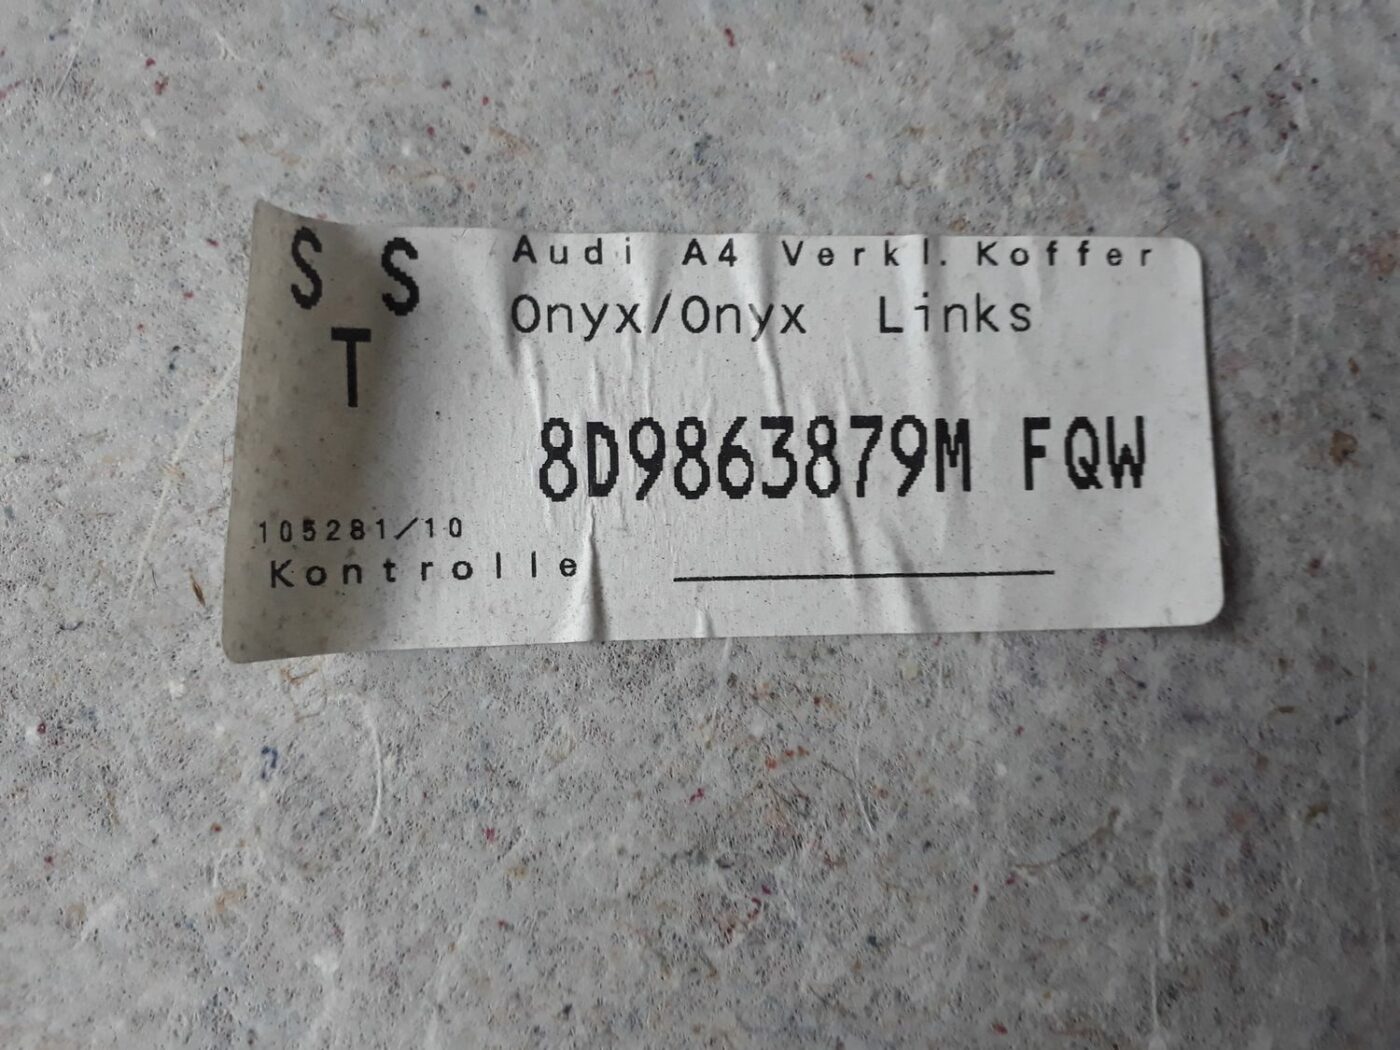 S S
T
Audi A4 Verkl. Koffer
Onyx/Onyx Links
8D9863879M FQW
105281/10
Kontrolle